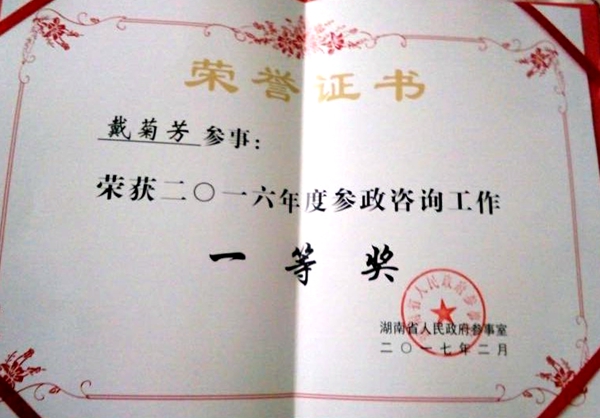 荣誉证书
戴菊芳参事：
荣获二〇一六年度参政咨询工作
一等奖
湖南省人民政府参事室
二〇一七年二月